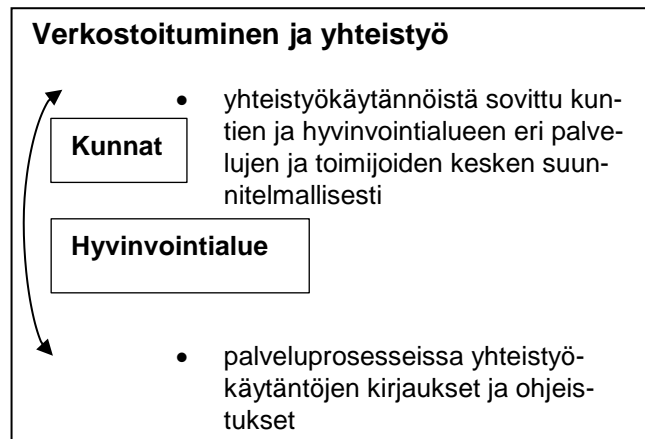 Verkostoituminen ja yhteistyö
• yhteistyökäytännöistä sovittu kun-
tien ja hyvinvointialueen eri palve-
lujen ja toimijoiden kesken suun-
nitelmallisesti
Kunnat
Hyvinvointialue
• palveluprosesseissa yhteistyö-
käytäntöjen kirjaukset ja ohjeis-
tukset